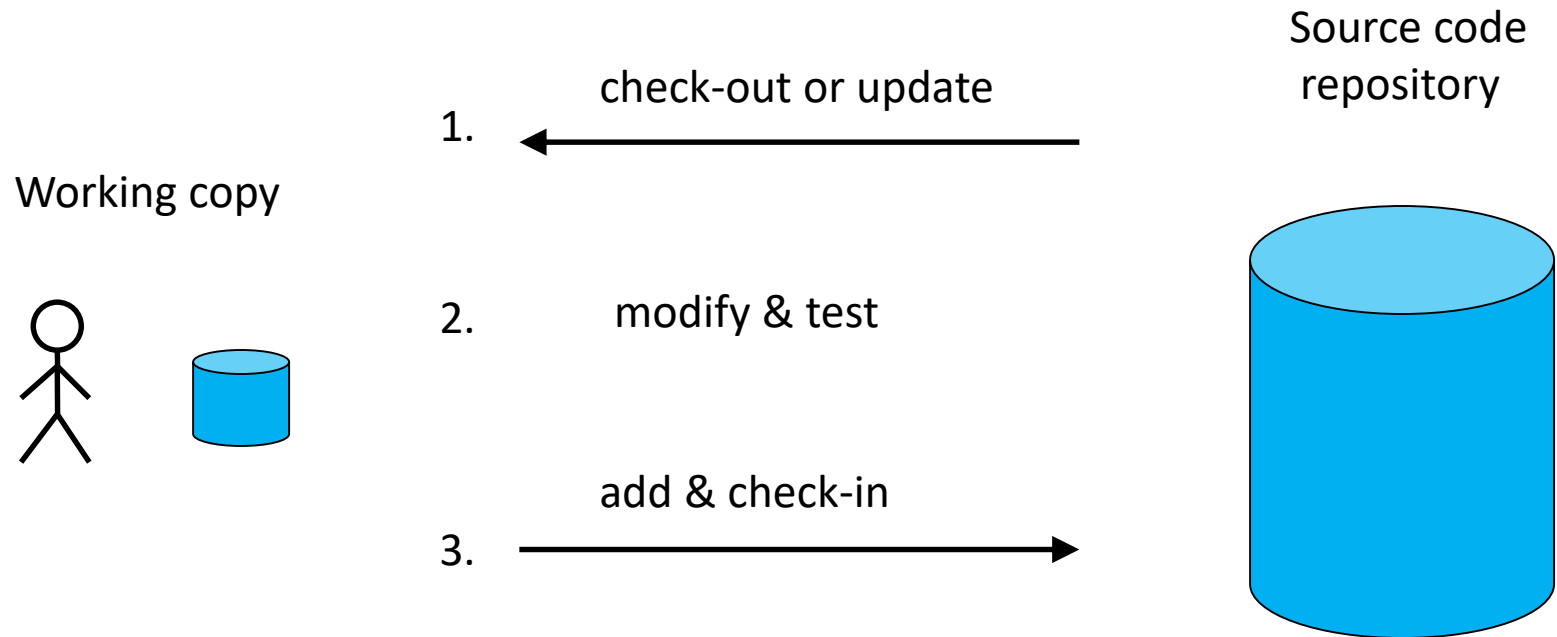 Source code
repository
check-out or update
1.
Working copy
2.
modify & test
add & check-in
3.